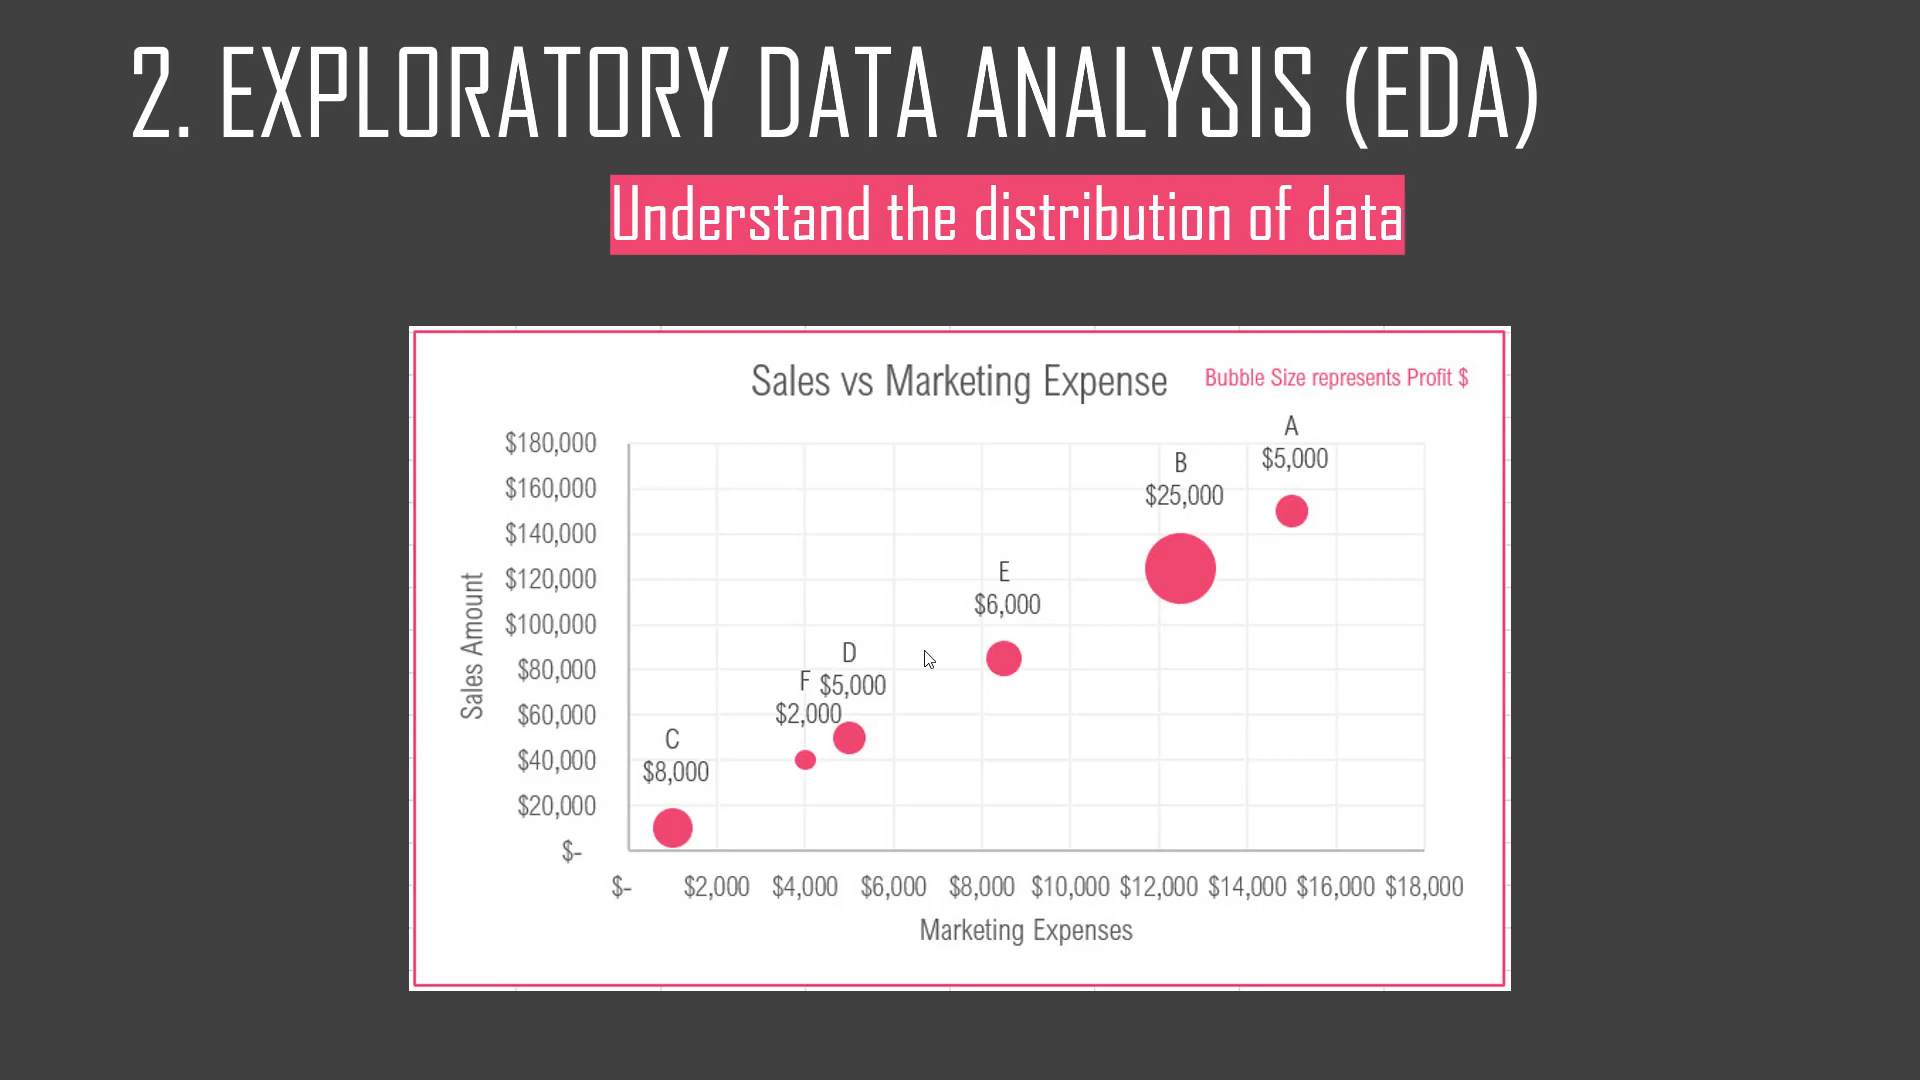 2. EXPLORATORY DATA ANALYSIS (EDA)
Understand the distribution of data
Sales vs Marketing Expense
Bubble Size represents Profit $
Sales Amount
$180,000
$160,000
$140,000
$120,000
$100,000
$80,000
$60,000
$40,000
$20,000
$-
A
$5,000
B
$25,000
E
$6,000
D
$5,000
F
$2,000
C
$8,000
$- $2,000 $4,000 $6,000 $8,000 $10,000 $12,000 $14,000 $16,000 $18,000
Marketing Expenses